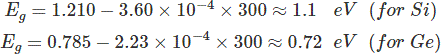 E_g = 1.210 − 3.60 × 10⁻⁴ × 300 ≈ 1.1 eV (for Si)
E_g = 0.785 − 2.23 × 10⁻⁴ × 300 ≈ 0.72 eV (for Ge)